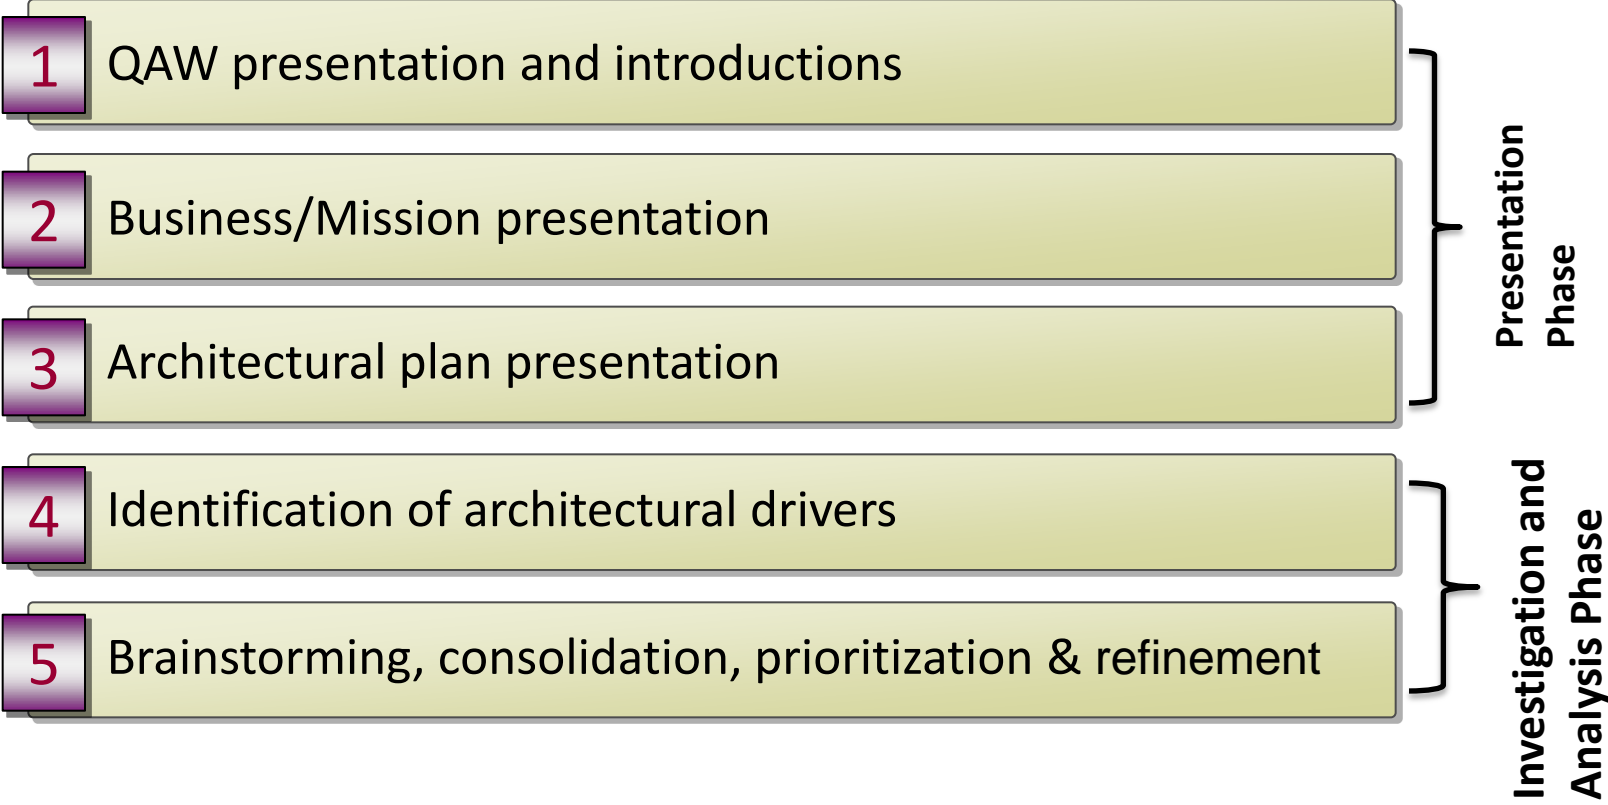 1 QAW presentation and introductions
2 Business/Mission presentation
3 Architectural plan presentation
Presentation
Phase
4 Identification of architectural drivers
5 Brainstorming, consolidation, prioritization & refinement
Investigation and
Analysis Phase